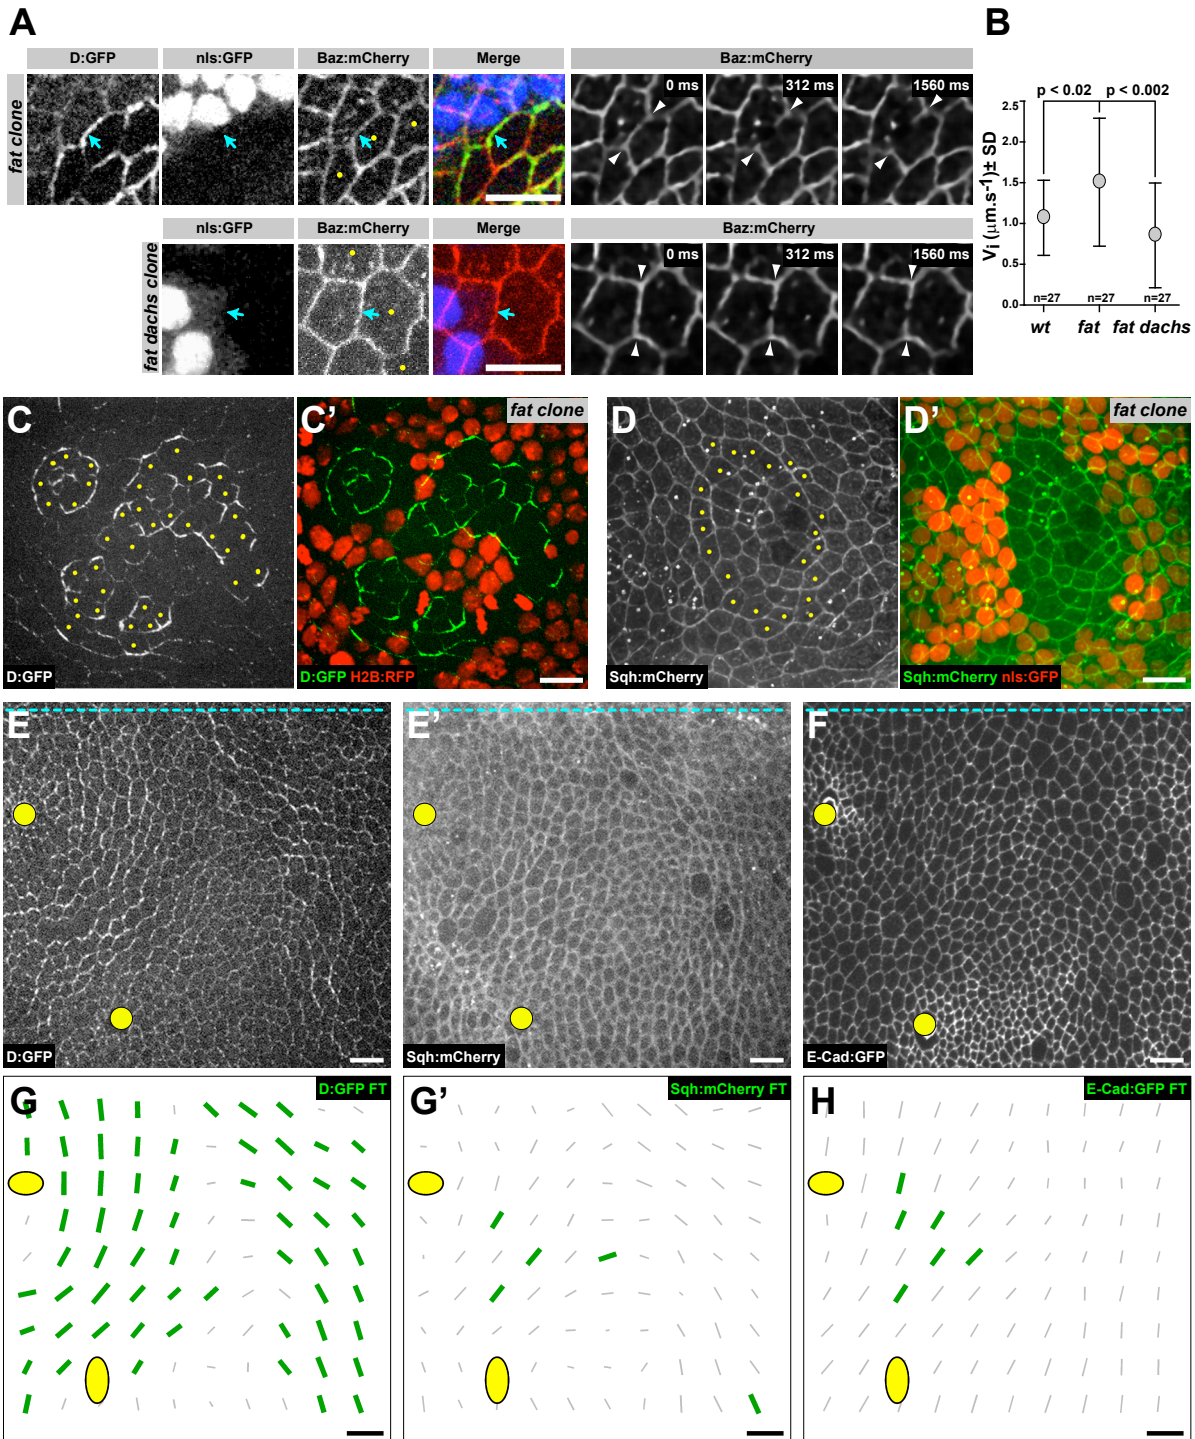 A
B
D:GFP nls:GFP Baz:mCherry Merge Baz:mCherry
fat clone
0 ms 312 ms 1560 ms
nls:GFP Baz:mCherry Merge Baz:mCherry
fat dachs clone
0 ms 312 ms 1560 ms
p < 0.02 p < 0.002
Vi (μm.s-1)± SD
2.5
2.0
1.5
1.0
0.5
0.0
n=27 n=27 n=27
wt fat fat dachs
C C’ fat clone D D’ fat clone
D:GFP D:GFP H2B:RFP Sqh:mCherry Sqh:mCherry nls:GFP
E E’ F
D:GFP Sqh:mCherry E-Cad:GFP
G D:GFP FT G’ Sqh:mCherry FT H E-Cad:GFP FT